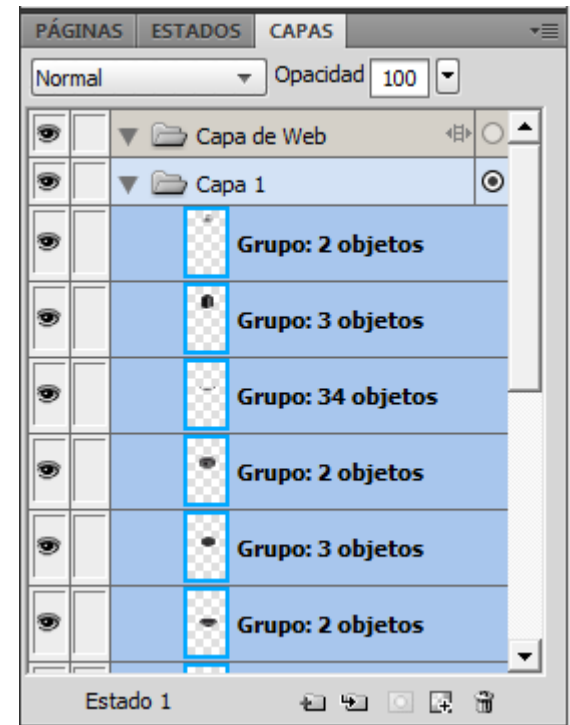 PÁGINAS ESTADOS CAPAS
Normal Opacidad 100
Capa de Web
Capa 1
Grupo: 2 objetos
Grupo: 3 objetos
Grupo: 34 objetos
Grupo: 2 objetos
Grupo: 3 objetos
Grupo: 2 objetos
Estado 1